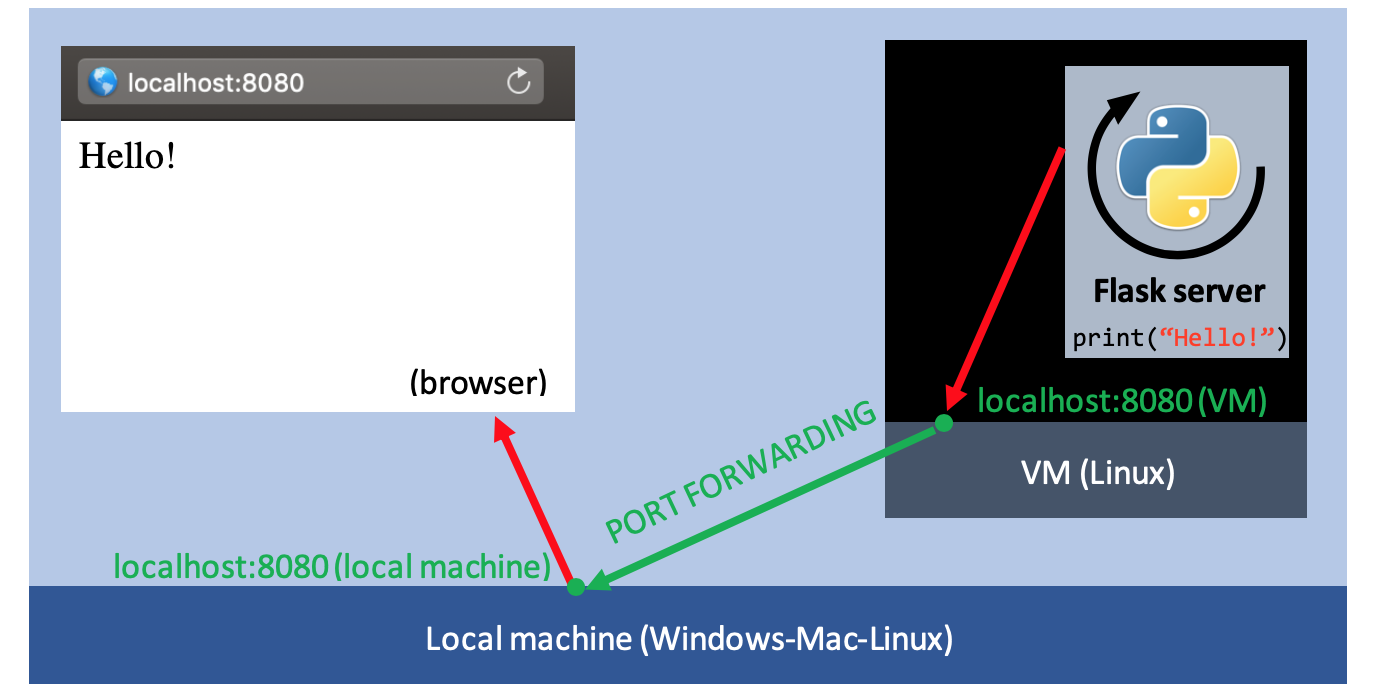 localhost:8080
Hello!
(browser)
Flask server
print(“Hello!”)
localhost:8080 (VM)
VM (Linux)
PORT FORWARDING
localhost:8080 (local machine)
Local machine (Windows-Mac-Linux)